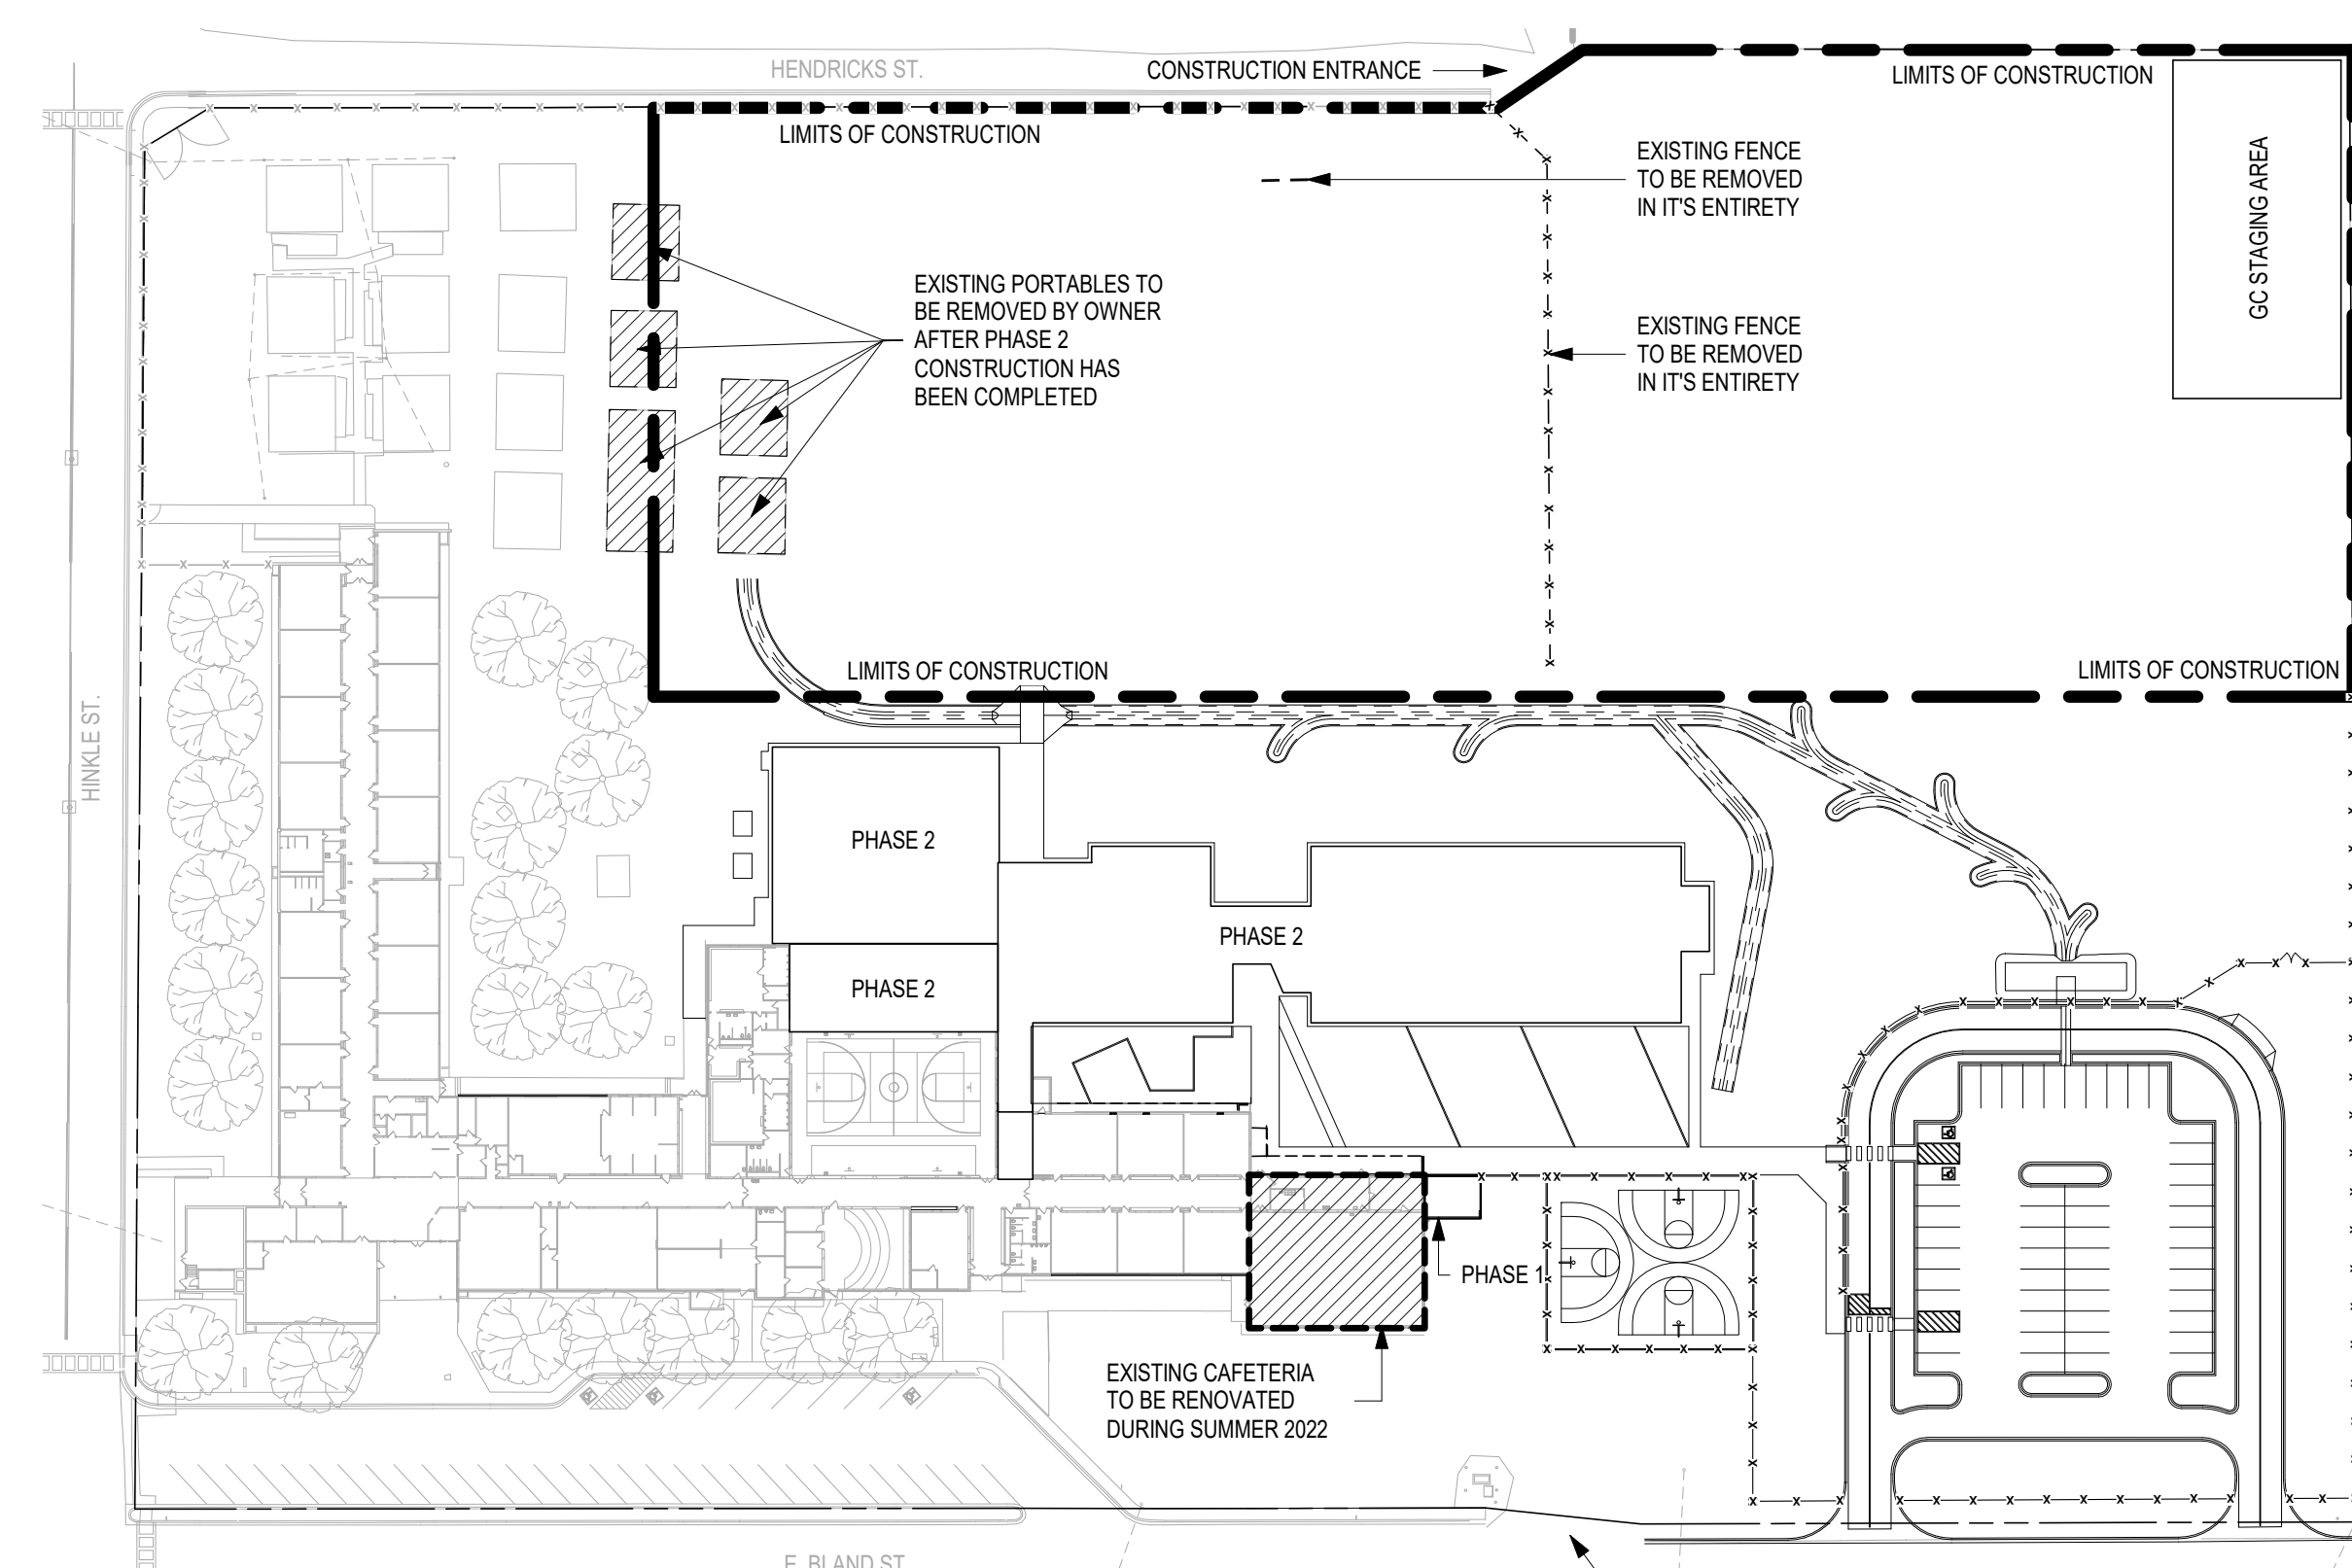 HENDRICKS ST.
CONSTRUCTION ENTRANCE
LIMITS OF CONSTRUCTION
LIMITS OF CONSTRUCTION
EXISTING FENCE
TO BE REMOVED
IN IT'S ENTIRETY
GC STAGING AREA
EXISTING PORTABLES TO
BE REMOVED BY OWNER
AFTER PHASE 2
CONSTRUCTION HAS
BEEN COMPLETED
EXISTING FENCE
TO BE REMOVED
IN IT'S ENTIRETY
LIMITS OF CONSTRUCTION
LIMITS OF CONSTRUCTION
HINKLE ST.
PHASE 2
PHASE 2
PHASE 2
PHASE 1
EXISTING CAFETERIA
TO BE RENOVATED
DURING SUMMER 2022
E. BLAND ST.